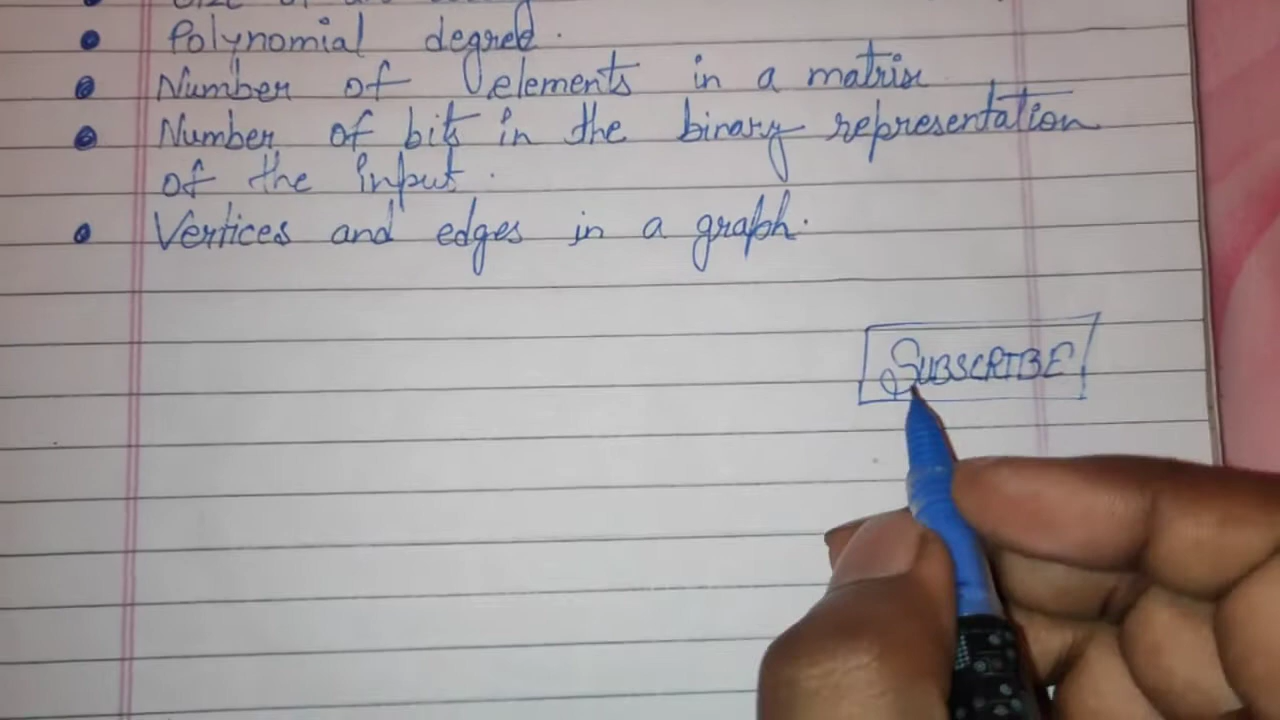 Polynomial degree.
Number of elements in a matrix
Number of bits in the binary representation
of the input.
Vertices and edges in a graph.
SUBSCRIBE